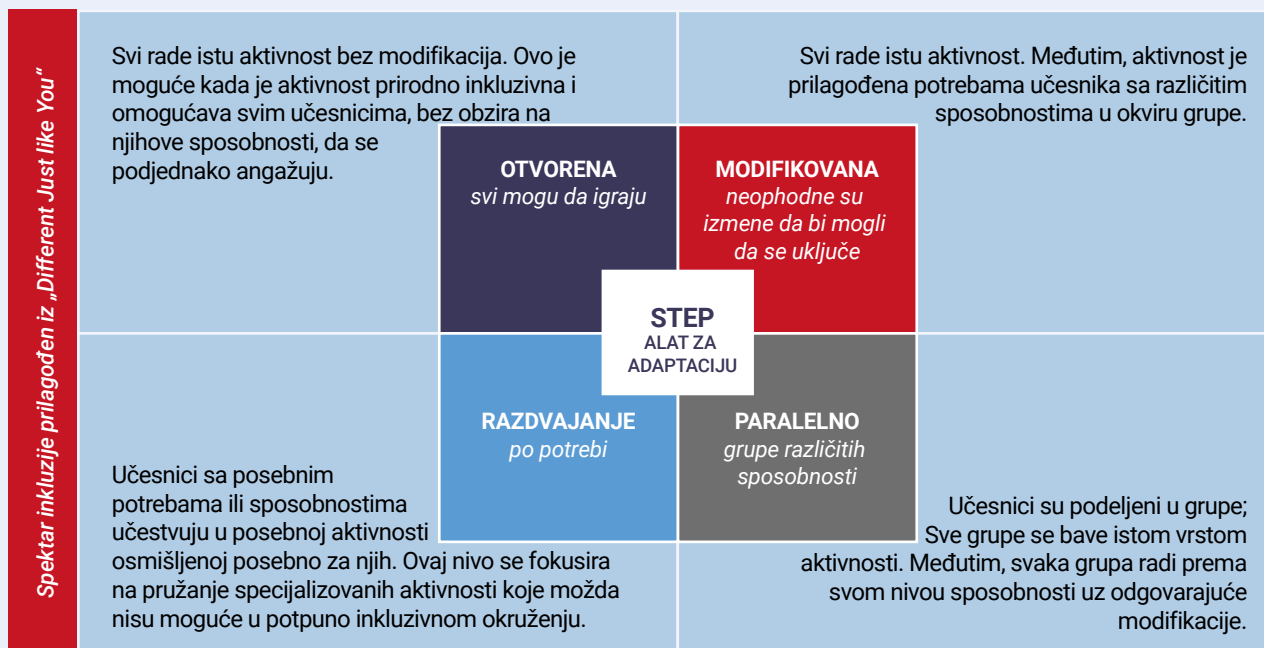 Spektar inkluzije prilagođen iz „Different Just like You“
Svi rade istu aktivnost bez modifikacija. Ovo je
moguće kada je aktivnost prirodno inkluzivna i
omogućava svim učesnicima, bez obzira na
njihove sposobnosti, da se
podjednako angažuju.
Svi rade istu aktivnost. Međutim, aktivnost je
prilagođena potrebama učesnika sa različitim
sposobnostima u okviru grupe.
OTVORENA
svi mogu da igraju
MODIFIKOVANA
neophodne su
izmene da bi mogli
da se uključe
STEP
ALAT ZA
ADAPTACIJU
RAZDVAJANJE
po potrebi
PARALELNO
grupe različitih
sposobnosti
Učesnici sa posebnim
potrebama ili sposobnostima
učestvuju u posebnoj aktivnosti
osmišljenoj posebno za njih. Ovaj nivo se fokusira
na pružanje specijalizovanih aktivnosti koje možda
nisu moguće u potpuno inkluzivnom okruženju.
Učesnici su podeljeni u grupe;
Sve grupe se bave istom vrstom
aktivnosti. Međutim, svaka grupa radi prema
svom nivou sposobnosti uz odgovarajuće
modifikacije.